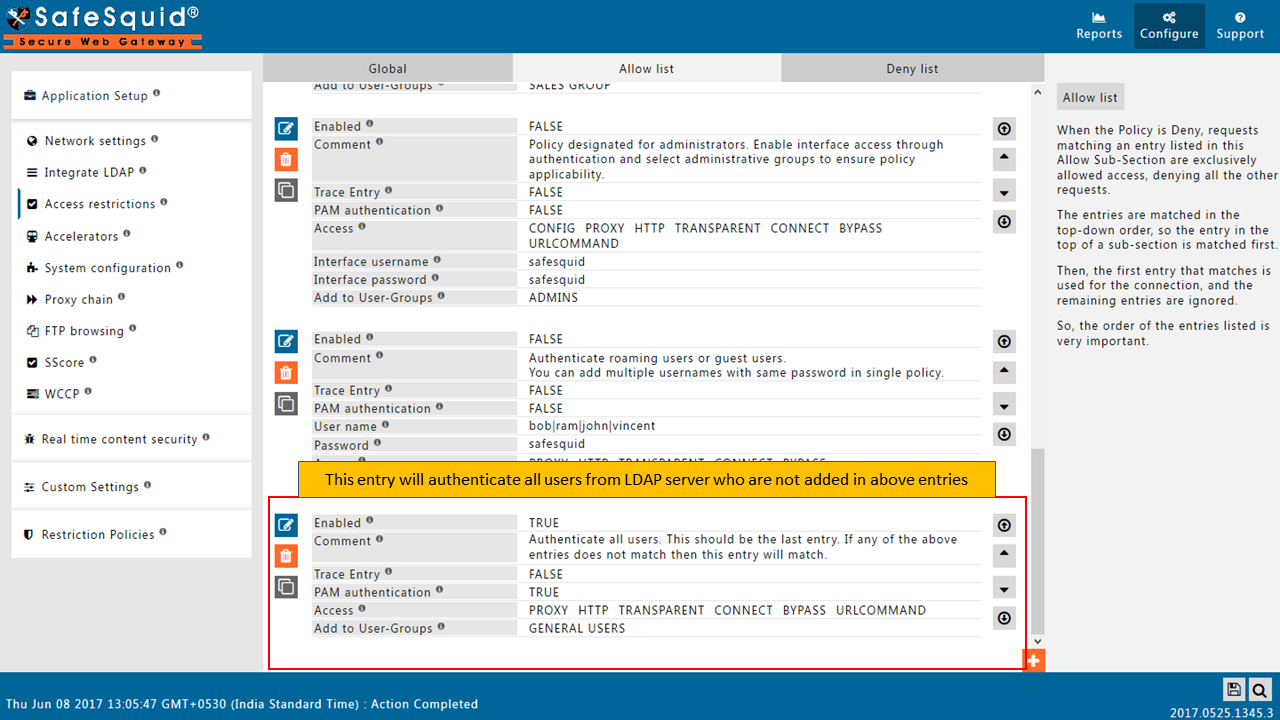 SafeSquid®
Secure Web Gateway
Reports
Configure
Support
Application Setup
Network settings
Integrate LDAP
Access restrictions
Accelerators
System configuration
Proxy chain
FTP browsing
SScore
WCCP
Real time content security
Custom Settings
Restriction Policies
Global
Allow list
Deny list
Add to User-Groups SALES GROUP
Enabled FALSE
Comment Policy designated for administrators. Enable interface access through
authentication and select administrative groups to ensure policy
applicability.
Trace Entry FALSE
PAM authentication FALSE
Access CONFIG PROXY HTTP TRANSPARENT CONNECT BYPASS
URLCOMMAND
Interface username safesquid
Interface password safesquid
Add to User-Groups ADMINS
Enabled FALSE
Comment Authenticate roaming users or guest users.
You can add multiple usernames with same password in single policy.
Trace Entry FALSE
PAM authentication FALSE
User name bob|ram|john|vincent
Password safesquid
PROXY HTTP TRANSPARENT CONNECT BYPASS
This entry will authenticate all users from LDAP server who are not added in above entries
Enabled TRUE
Comment Authenticate all users. This should be the last entry. If any of the above
entries does not match then this entry will match.
Trace Entry FALSE
PAM authentication TRUE
Access PROXY HTTP TRANSPARENT CONNECT BYPASS URLCOMMAND
Add to User-Groups GENERAL USERS
Allow list
When the Policy is Deny, requests
matching an entry listed in this
Allow Sub-Section are exclusively
allowed access, denying all the other
requests.
The entries are matched in the
top-down order, so the entry in the
top of a sub-section is matched first.
Then, the first entry that matches is
used for the connection, and the
remaining entries are ignored.
So, the order of the entries listed is
very important.
Thu Jun 08 2017 13:05:47 GMT+0530 (India Standard Time) : Action Completed
2017.0525.1345.3